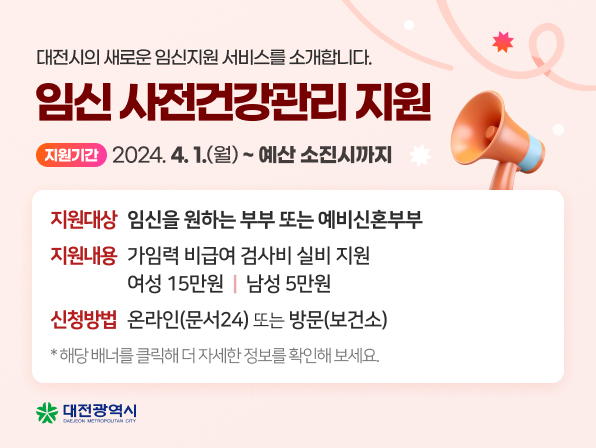 대전시의 새로운 임신지원 서비스를 소개합니다.
임신 사전건강관리 지원
지원기간 2024. 4. 1.(월) ~ 예산 소진시까지
지원대상 임신을 원하는 부부 또는 예비신혼부부
지원내용 가임력 비급여 검사비 실비 지원
여성 15만원 | 남성 5만원
신청방법 온라인(문서24) 또는 방문(보건소)
* 해당 배너를 클릭해 더 자세한 정보를 확인해 보세요.
대전광역시
DAEJEON METROPOLITAN CITY